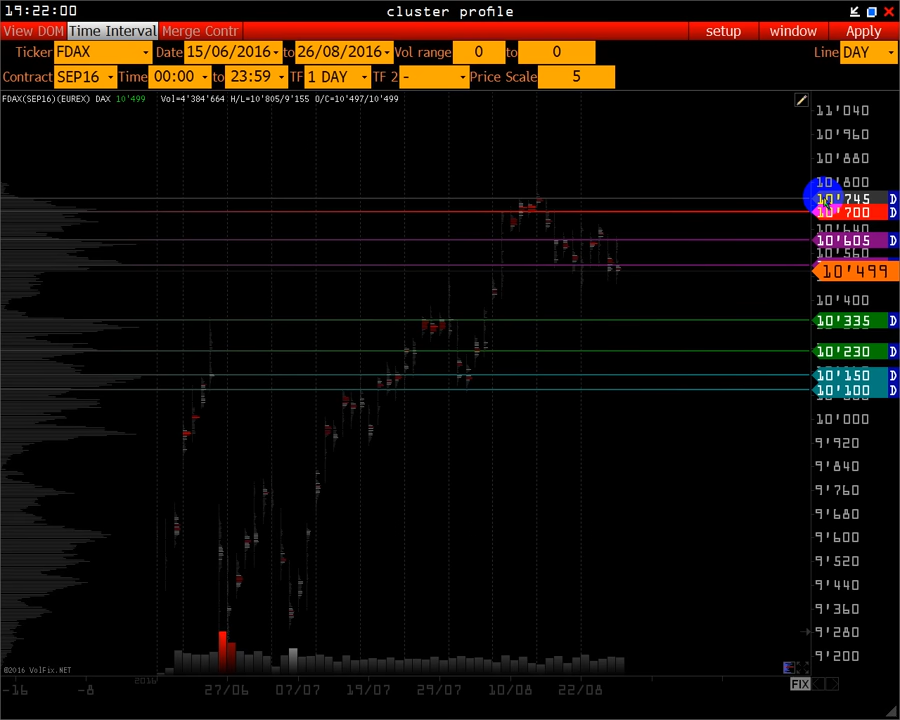 19:22:00 cluster profile
View DOM Time Interval Merge Contr setup window Apply
Ticker FDAX Date 15/06/2016 to 26/08/2016 Vol range 0 to 0 Line DAY
Contract SEP16 Time 00:00 to 23:59 TF 1 DAY TF 2 - Price Scale 5
FDAX(SEP16)(EUREX) DAX 10'499 Vol=4'384'664 H/L=10'805/9'155 O/C=10'497/10'499
11'040
10'960
10'880
10'800
10'745 D
10'700 D
10'640
10'605 D
10'560
10'499
10'400
10'335 D
10'230 D
10'150 D
10'100 D
10'000
9'920
9'840
9'760
9'680
9'600
9'520
9'440
9'360
9'280
9'200
©2016 VolFix.NET
2016
FIX
-16 -8 27/06 07/07 19/07 29/07 10/08 22/08